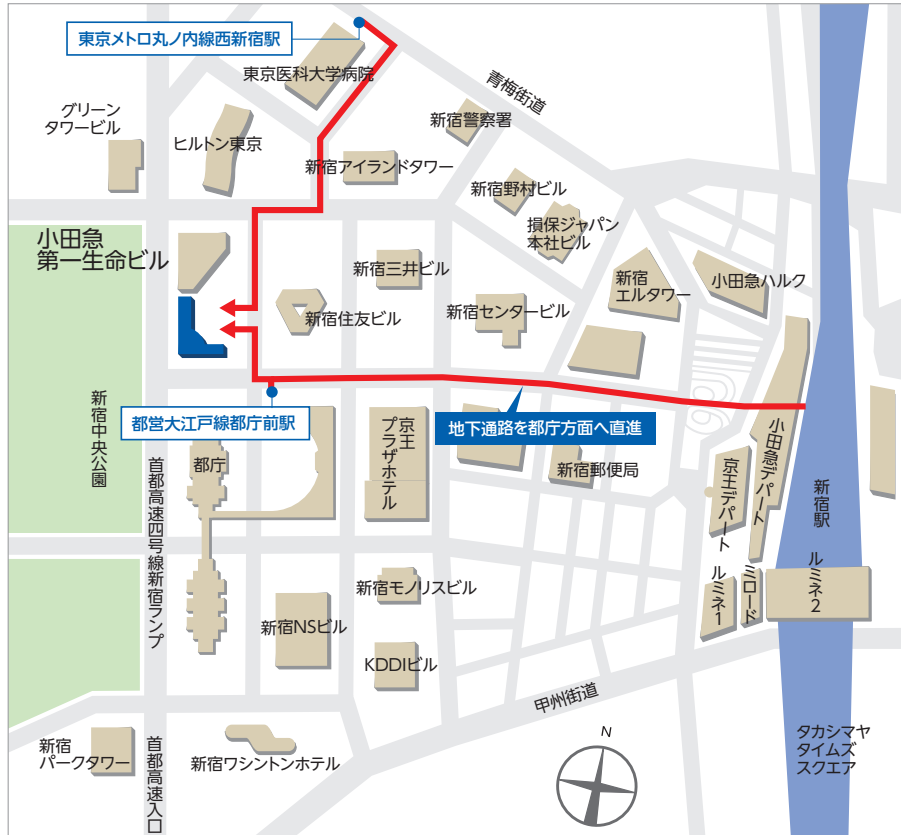 東京メトロ丸ノ内線西新宿駅
東京医科大学病院
青梅街道
グリーン
タワービル
ヒルトン東京
新宿警察署
新宿アイランドタワー
新宿野村ビル
損保ジャパン
本社ビル
小田急
第一生命ビル
新宿三井ビル
新宿
エルタワー
小田急ハルク
新宿住友ビル
新宿センタービル
都営大江戸線都庁前駅
地下通路を都庁方面へ直進
新宿中央公園
首都高速四号線新宿ランプ
都庁
京王
プラザホテル
新宿郵便局
京王デパート
小田急デパート
新宿駅
ルミネ1
ミロード
ルミネ2
新宿モノリスビル
新宿NSビル
KDDIビル
甲州街道
新宿
パークタワー
首都高速入口
新宿ワシントンホテル
N
タカシマヤ
タイムズ
スクエア